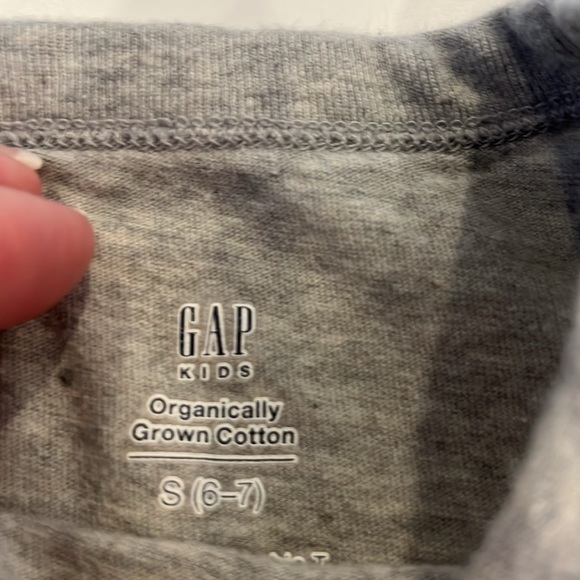 GAP
KIDS
Organically
Grown Cotton
S (6–7)